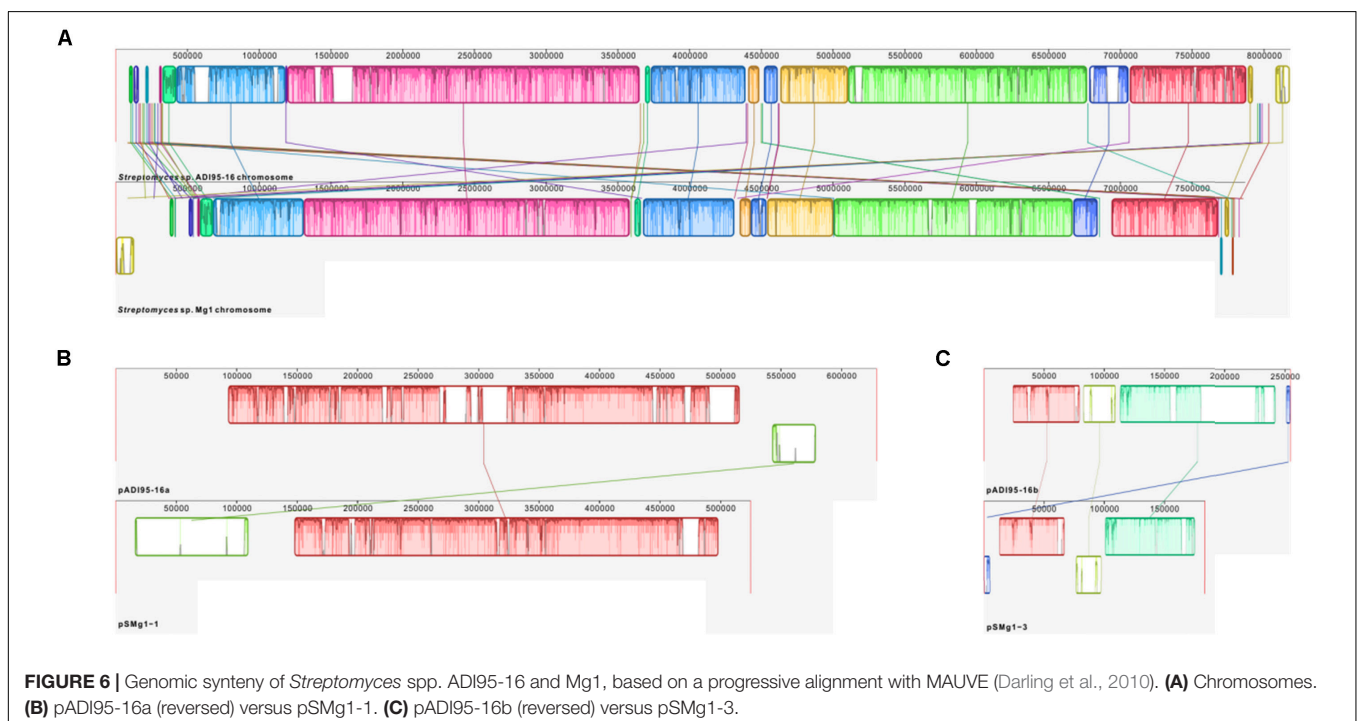 A
500000 1000000 1500000 2000000 2500000 3000000 3500000 4000000 4500000 5000000 5500000 6000000 6500000 7000000 7500000 8000000
Streptomyces sp. ADI95-16 chromosome
500000 1000000 1500000 2000000 2500000 3000000 3500000 4000000 4500000 5000000 5500000 6000000 6500000 7000000 7500000
Streptomyces sp. Mg1 chromosome
B
50000 100000 150000 200000 250000 300000 350000 400000 450000 500000 550000 600000
pADI95-16a
50000 100000 150000 200000 250000 300000 350000 400000 450000 500000
pSMg1-1
C
50000 100000 150000 200000 250000
pADI95-16b
50000 100000 150000
pSMg1-3
FIGURE 6 | Genomic synteny of Streptomyces spp. ADI95-16 and Mg1, based on a progressive alignment with MAUVE (Darling et al., 2010). (A) Chromosomes.
(B) pADI95-16a (reversed) versus pSMg1-1. (C) pADI95-16b (reversed) versus pSMg1-3.